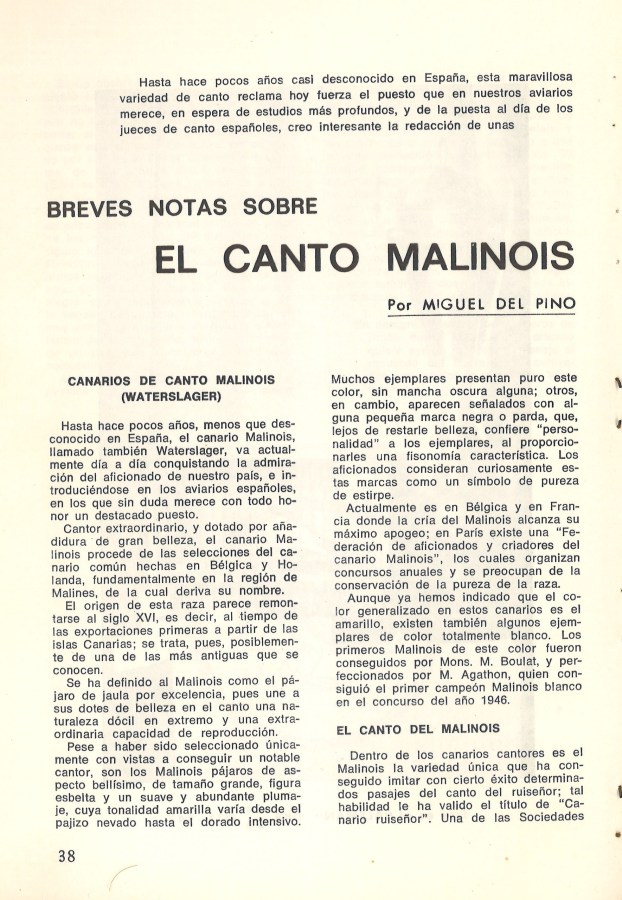 Hasta hace pocos años casi desconocido en España, esta maravillosa
variedad de canto reclama hoy fuerza el puesto que en nuestros aviarios
merece, en espera de estudios más profundos, y de la puesta al día de los
jueces de canto españoles, creo interesante la redacción de unas
BREVES NOTAS SOBRE
EL CANTO MALINOIS
Por MIGUEL DEL PINO
CANARIOS DE CANTO MALINOIS
(WATERSLAGER)
Hasta hace pocos años, menos que des-
conocido en España, el canario Malinois,
llamado también Waterslager, va actual-
mente día a día conquistando la admira-
ción del aficionado de nuestro país, e in-
troduciéndose en los aviarios españoles,
en los que sin duda merece con todo ho-
nor un destacado puesto.
Cantor extraordinario, y dotado por aña-
didura de gran belleza, el canario Ma-
linois procede de las selecciones del ca-
nario común hechas en Bélgica y Ho-
landa, fundamentalmente en la región de
Malines, de la cual deriva su nombre.
El origen de esta raza parece remon-
tarse al siglo XVI, es decir, al tiempo de
las exportaciones primeras a partir de las
islas Canarias; se trata, pues, posiblemen-
te de una de las más antiguas que se
conocen.
Se ha definido al Malinois como el pá-
jaro de jaula por excelencia, pues une a
sus dotes de belleza en el canto una na-
turaleza dócil en extremo y una extra-
ordinaria capacidad de reproducción.
Pese a haber sido seleccionado única-
mente con vistas a conseguir un notable
cantor, son los Malinois pájaros de as-
pecto bellísimo, de tamaño grande, figura
esbelta y un suave y abundante pluma-
je, cuya tonalidad amarilla varía desde el
pajizo nevado hasta el dorado intensivo.
Muchos ejemplares presentan puro este
color, sin mancha oscura alguna; otros,
en cambio, aparecen señalados con al-
guna pequeña marca negra o parda, que,
lejos de restarle belleza, confiere "perso-
nalidad" a los ejemplares, al proporcio-
narles una fisonomía característica. Los
aficionados consideran curiosamente es-
tas marcas como un símbolo de pureza
de estirpe.
Actualmente es en Bélgica y en Fran-
cia donde la cría del Malinois alcanza su
máximo apogeo; en París existe una "Fe-
deración de aficionados y criadores del
canario Malinois", los cuales organizan
concursos anuales y se preocupan de la
conservación de la pureza de la raza.
Aunque ya hemos indicado que el co-
lor generalizado en estos canarios es el
amarillo, existen también algunos ejem-
plares de color totalmente blanco. Los
primeros Malinois de este color fueron
conseguidos por Mons. M. Boulat, y per-
feccionados por M. Agathon, quien con-
siguió el primer campeón Malinois blanco
en el concurso del año 1946.
EL CANTO DEL MALINOIS
Dentro de los canarios cantores es el
Malinois la variedad única que ha con-
seguido imitar con cierto éxito determina-
dos pasajes del canto del ruiseñor; tal
habilidad le ha valido el título de "Ca-
nario ruiseñor". Una de las Sociedades
38